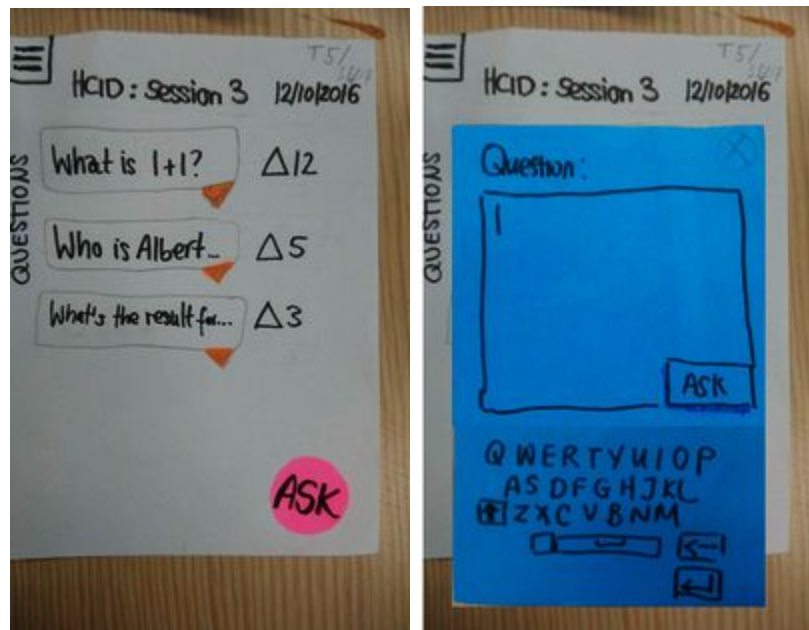 T5/
HCID: Session 3 12/10/2016
QUESTIONS
What is 1+1? △12
Who is Albert... △5
What's the result for... △3
ASK
T5/
HCID: Session 3 12/10/2016
QUESTIONS
Question:
ASK
QWERTYUIOP
ASDFGHJKL
ZXCVBNM